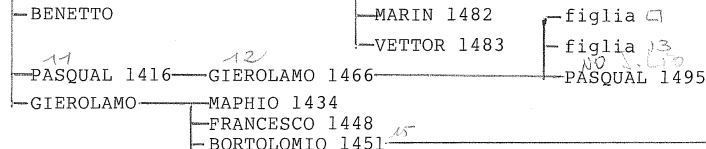 BENETTO MARIN 1482 figlia
VETTOR 1483 figlia 13
11 12 NO
PASQUAL 1416 GIEROLAMO 1466 PASQUAL 1495
GIEROLAMO MAPHIO 1434
FRANCESCO 1448
BORTOLOMIO 1451 15